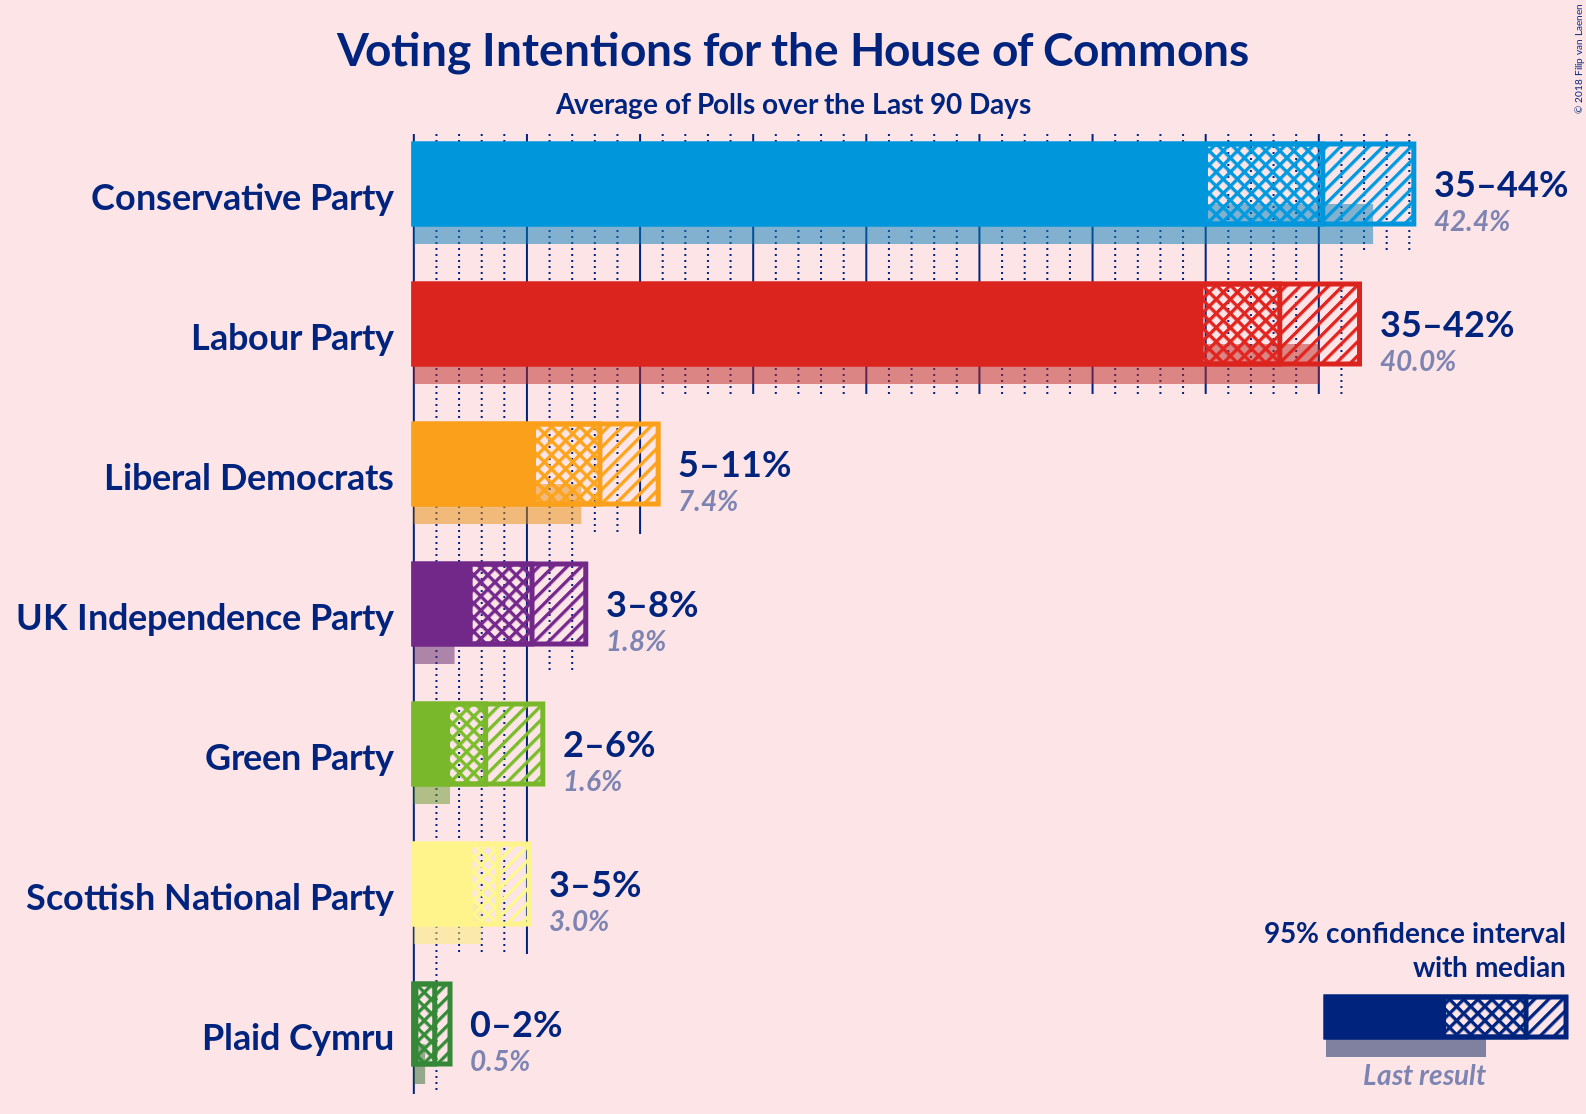 Voting Intentions for the House of Commons
Average of Polls over the Last 90 Days
© 2018 Filip van Laenen
Conservative Party
35–44%
42.4%
Labour Party
35–42%
40.0%
Liberal Democrats
5–11%
7.4%
UK Independence Party
3–8%
1.8%
Green Party
2–6%
1.6%
Scottish National Party
3–5%
3.0%
Plaid Cymru
0–2%
0.5%
95% confidence interval
with median
Last result